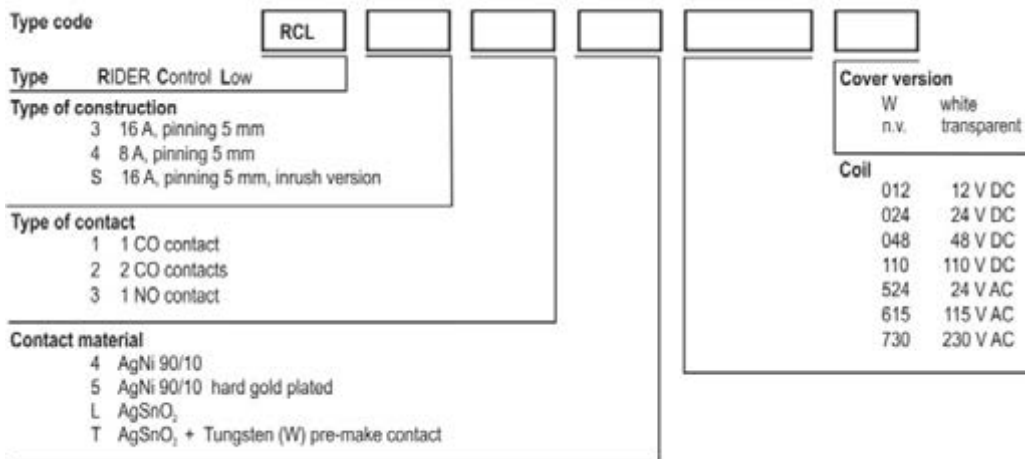 Type code RCL
Type RIDER Control Low
Type of construction
3 16 A, pinning 5 mm
4 8 A, pinning 5 mm
S 16 A, pinning 5 mm, inrush version
Type of contact
1 1 CO contact
2 2 CO contacts
3 1 NO contact
Contact material
4 AgNi 90/10
5 AgNi 90/10 hard gold plated
L AgSnO₂
T AgSnO₂ + Tungsten (W) pre-make contact
Cover version
W white
n.v. transparent
Coil
012 12 V DC
024 24 V DC
048 48 V DC
110 110 V DC
524 24 V AC
615 115 V AC
730 230 V AC